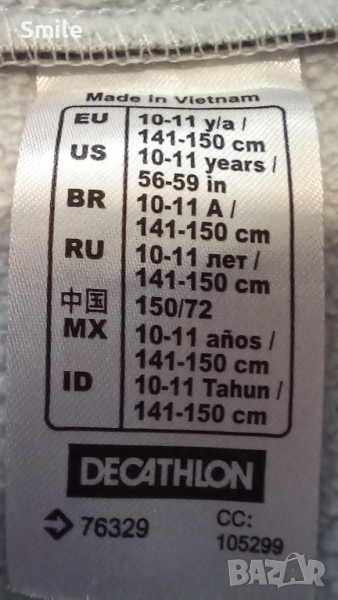 Smile
Made in Vietnam
EU 10-11 y/a /
141-150 cm
US 10-11 years /
56-59 in
BR 10-11 A /
141-150 cm
RU 10-11 лет /
141-150 cm
中国 150/72
MX 10-11 años /
141-150 cm
ID 10-11 Tahun /
141-150 cm
DECATHLON
76329 CC:
105299
BAZAR